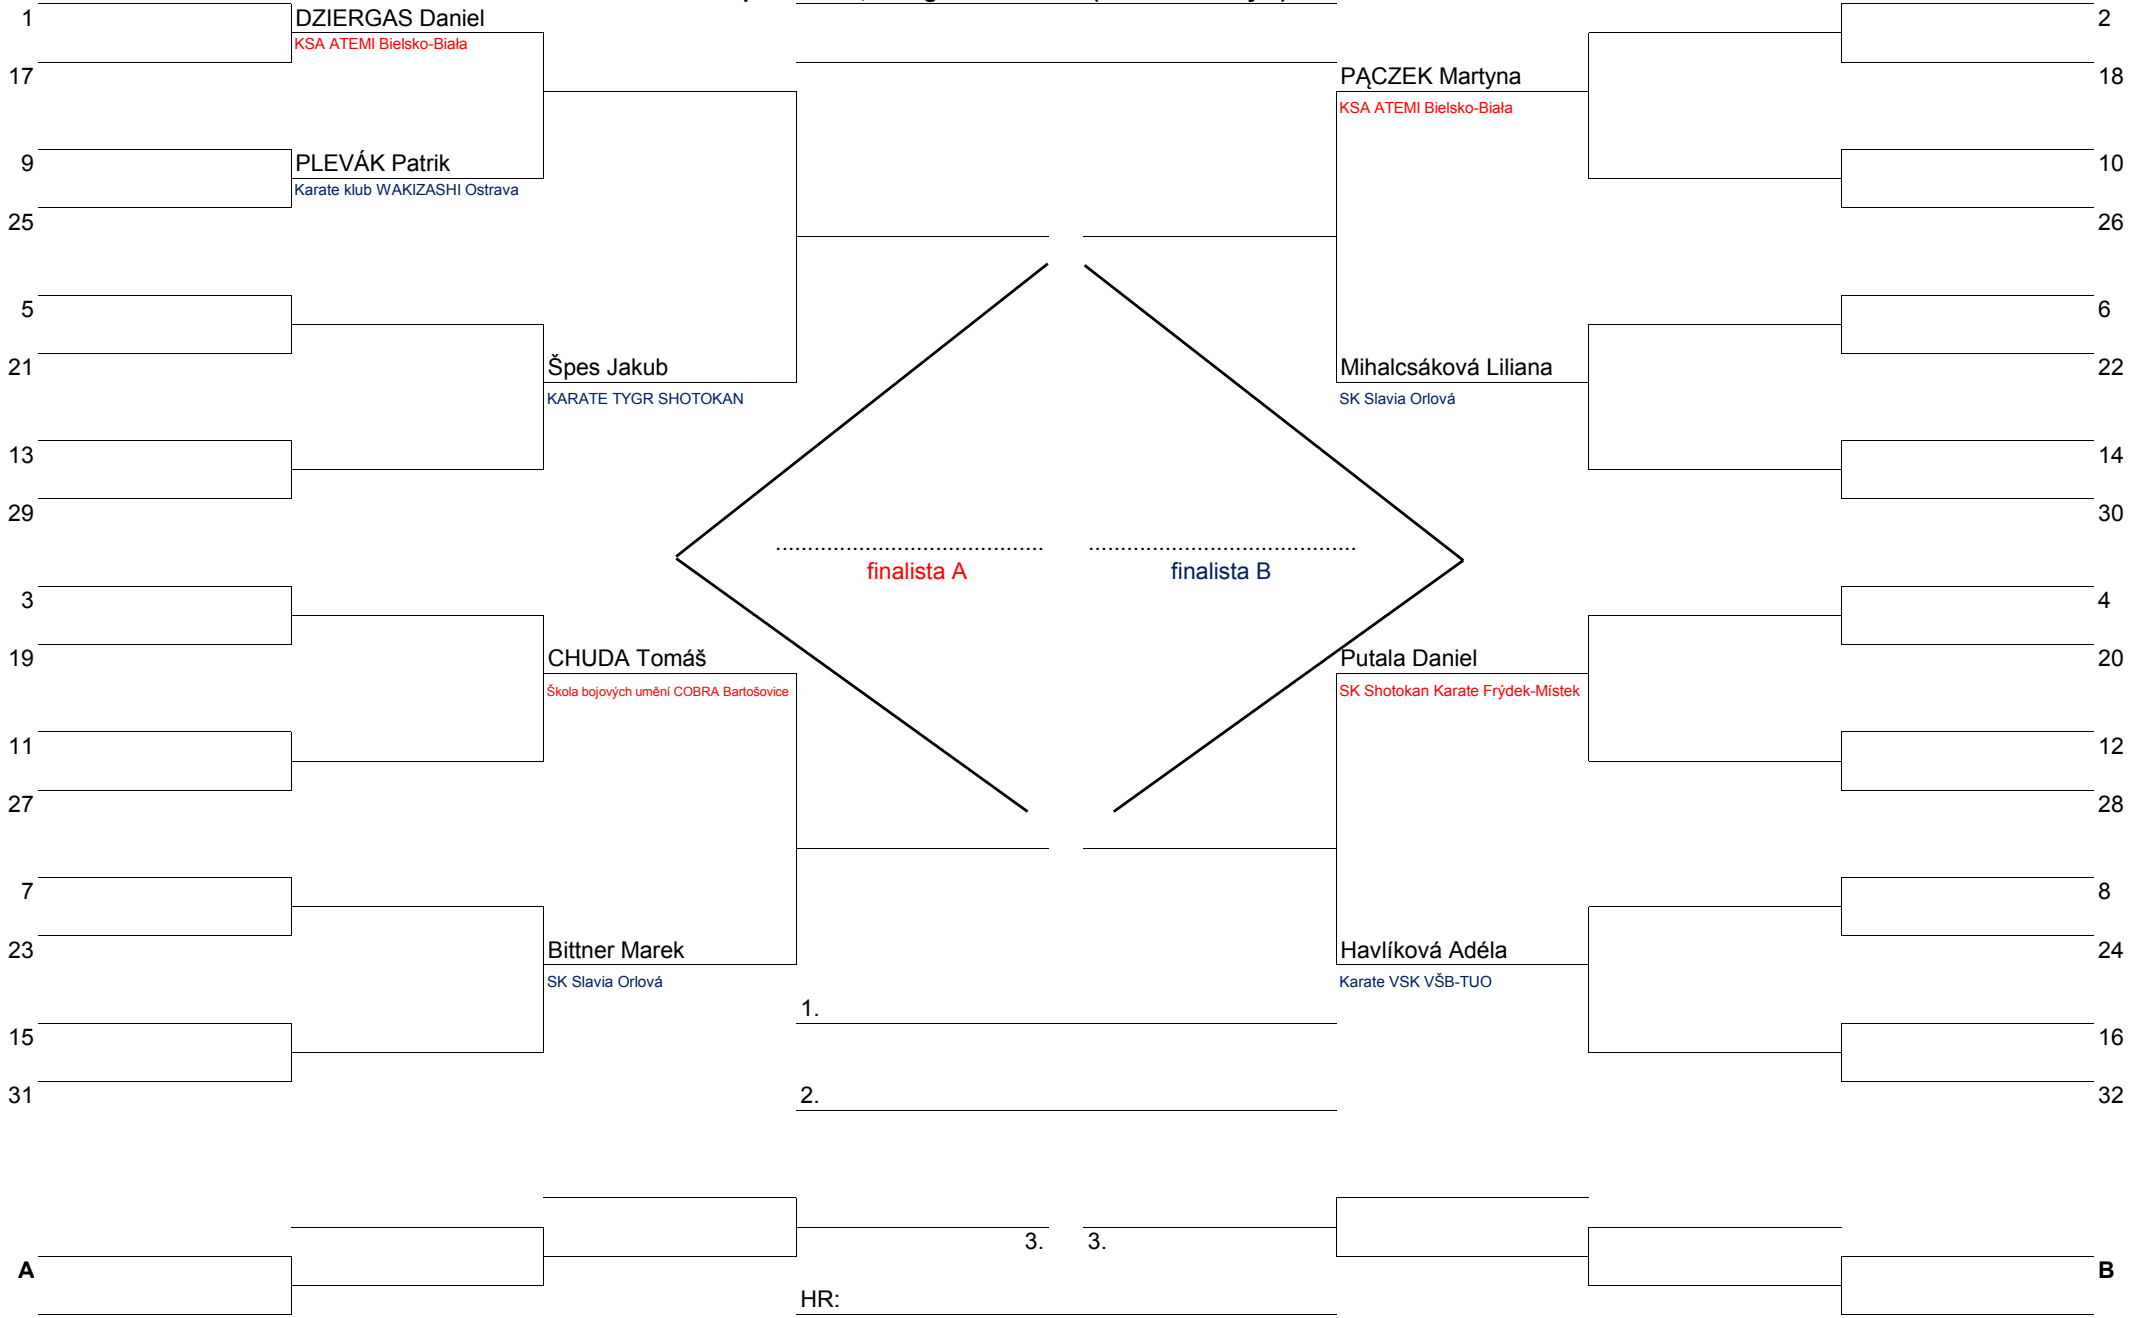 1
DZIERGAS Daniel
2
KSA ATEMI Bielsko-Biała
17
PĄCZEK Martyna
18
KSA ATEMI Bielsko-Biała
9
PLEVÁK Patrik
10
Karate klub WAKIZASHI Ostrava
25
26
5
6
21
Špes Jakub
Mihalcsáková Liliana
22
KARATE TYGR SHOTOKAN
SK Slavia Orlová
13
14
29
30
finalista A
finalista B
3
4
19
CHUDA Tomáš
Putala Daniel
20
Škola bojových umění COBRA Bartošovice
SK Shotokan Karate Frýdek-Místek
11
12
27
28
7
8
23
Bittner Marek
Havlíková Adéla
24
SK Slavia Orlová
Karate VSK VŠB-TUO
1.
15
16
31
2.
32
3.
3.
A
B
HR: